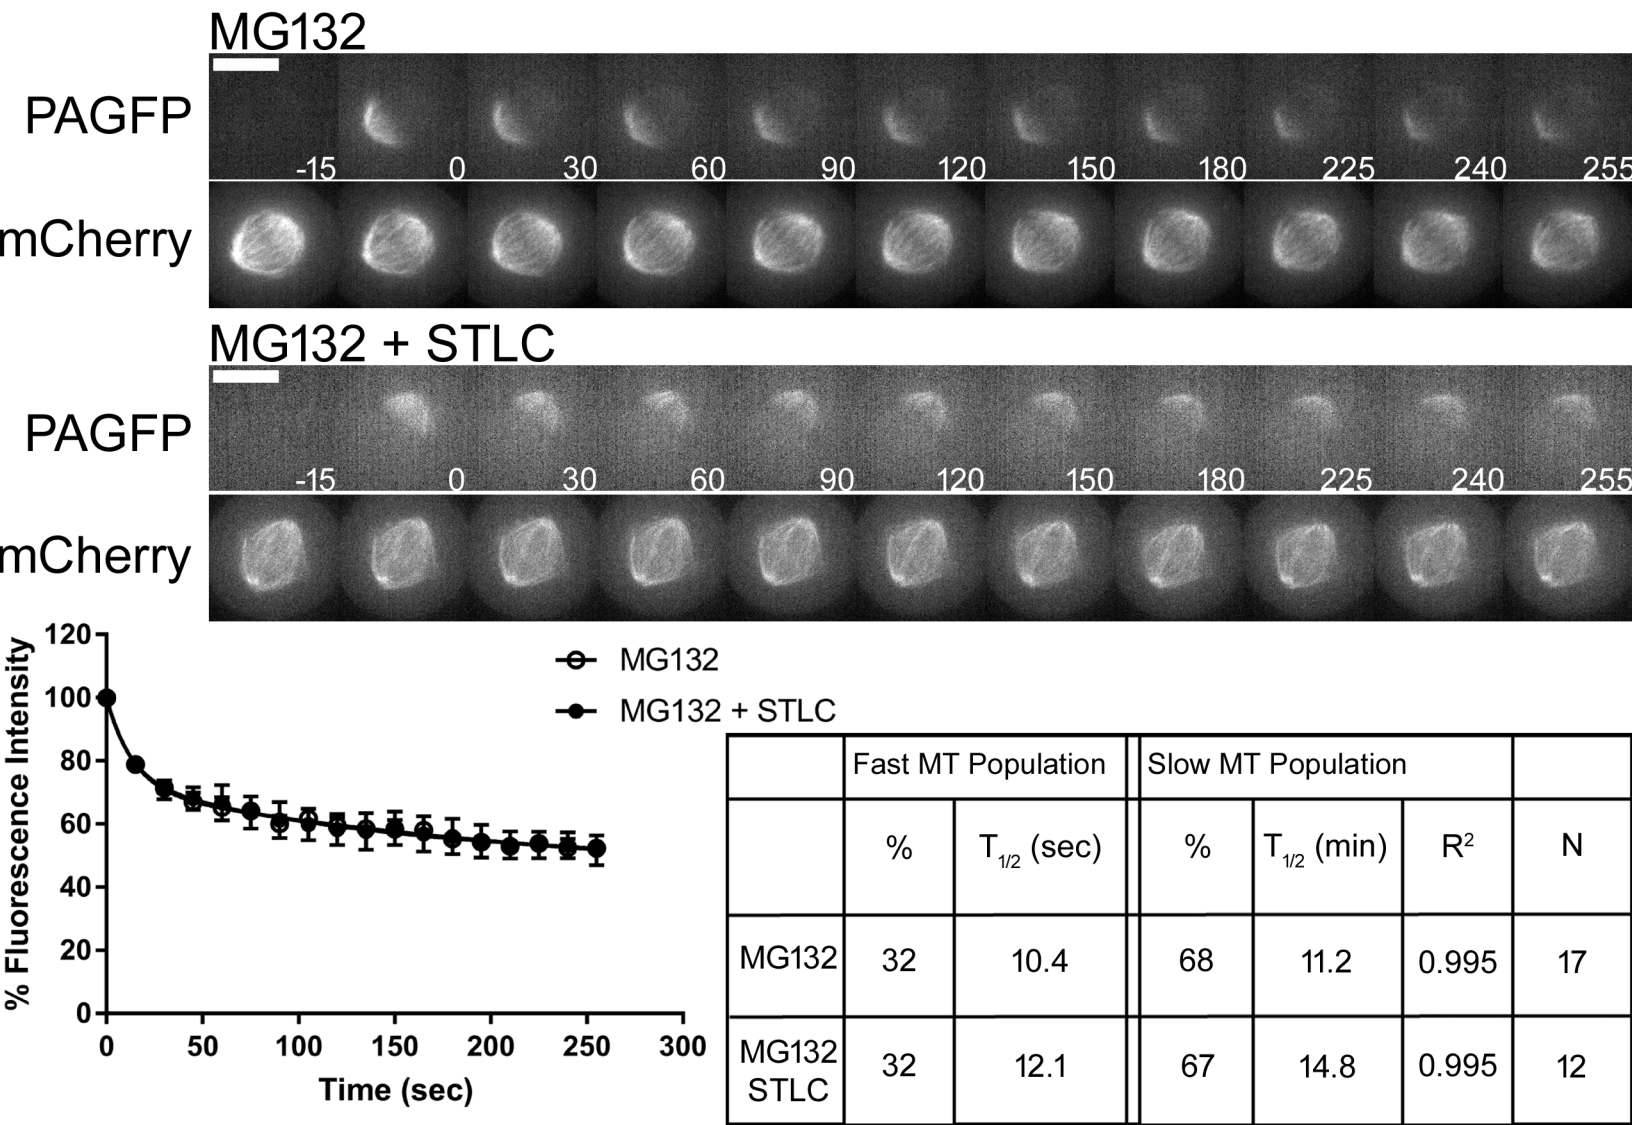 MG132
PAGFP
-15 0 30 60 90 120 150 180 225 240 255
mCherry
MG132 + STLC
PAGFP
-15 0 30 60 90 120 150 180 225 240 255
mCherry
% Fluorescence Intensity
120
100
80
60
40
20
0
0 50 100 150 200 250 300
Time (sec)
MG132
MG132 + STLC
Fast MT Population Slow MT Population
% T1/2 (sec) % T1/2 (min) R² N
MG132 32 10.4 68 11.2 0.995 17
MG132
STLC 32 12.1 67 14.8 0.995 12